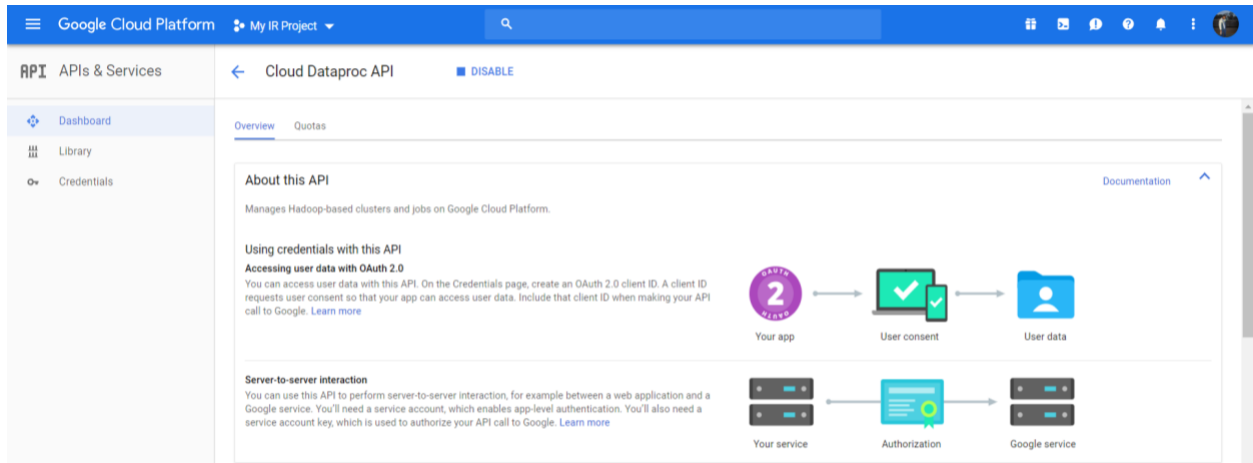 Google Cloud Platform
My IR Project
API APIs & Services
Cloud Dataproc API
DISABLE
Dashboard
Library
Credentials
Overview
Quotas
About this API
Documentation
Manages Hadoop-based clusters and jobs on Google Cloud Platform.
Using credentials with this API
Accessing user data with OAuth 2.0
You can access user data with this API. On the Credentials page, create an OAuth 2.0 client ID. A client ID
requests user consent so that your app can access user data. Include that client ID when making your API
call to Google. Learn more
OAUTH
2
OAUTH
Your app
User consent
User data
Server-to-server interaction
You can use this API to perform server-to-server interaction, for example between a web application and a
Google service. You'll need a service account, which enables app-level authentication. You'll also need a
service account key, which is used to authorize your API call to Google. Learn more
Your service
Authorization
Google service